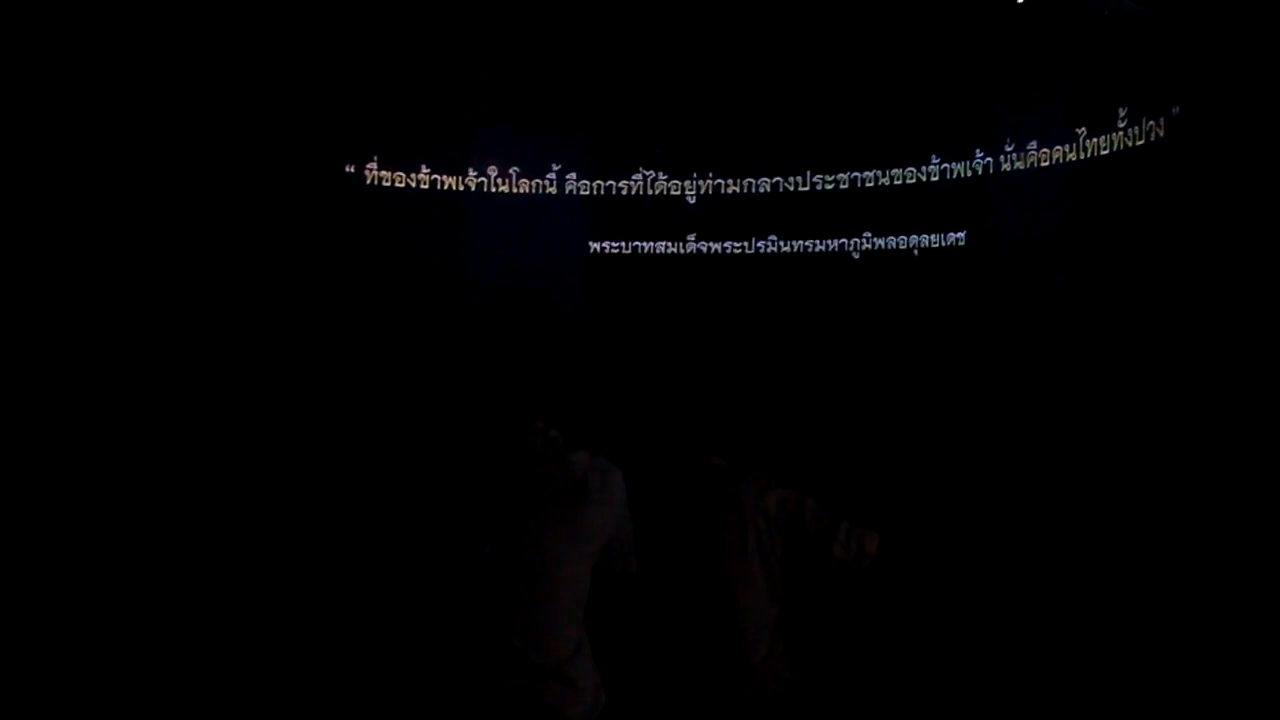 “ ที่ของข้าพเจ้าในโลกนี้ คือการที่ได้อยู่ท่ามกลางประชาชนของข้าพเจ้า นั่นคือคนไทยทั้งปวง ”
พระบาทสมเด็จพระปรมินทรมหาภูมิพลอดุลยเดช